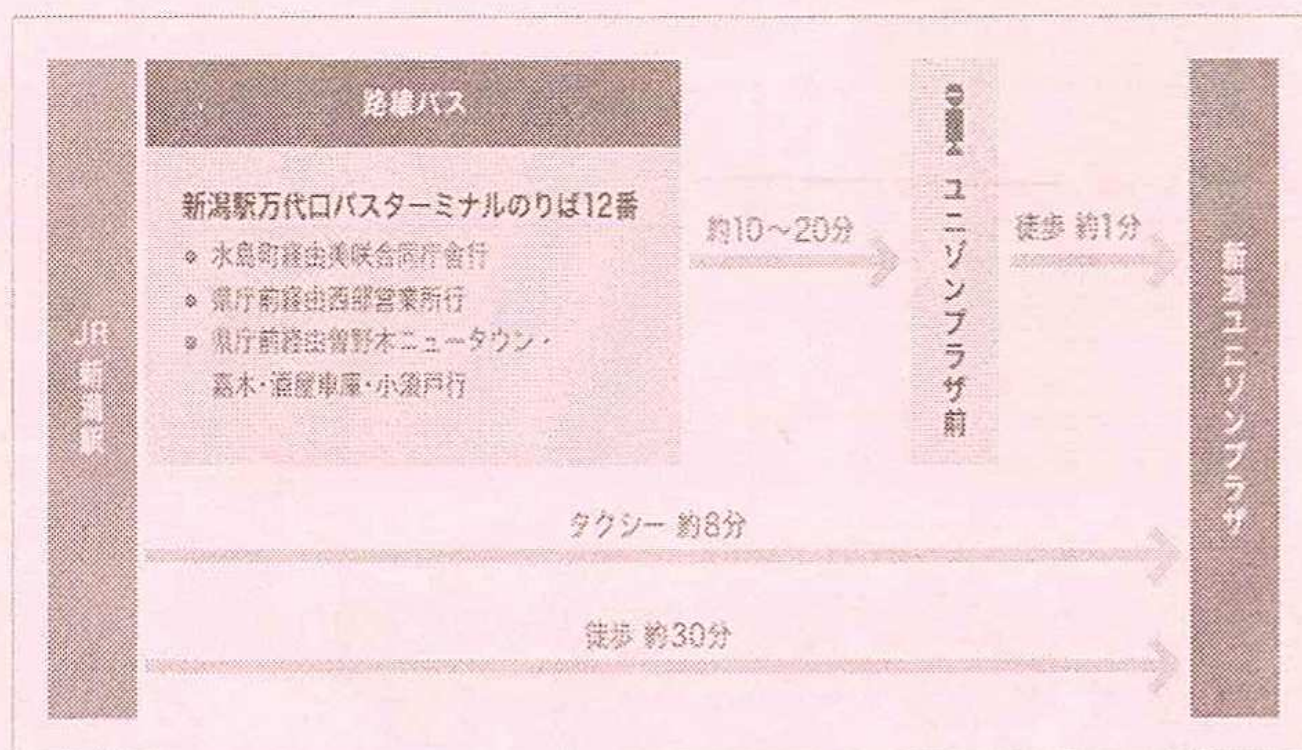 JR 新潟駅
路線バス
新潟駅万代口バスターミナルのりば12番
• 水島町経由美咲合同庁舎行
• 県庁前経由西部営業所行
• 県庁前経由曽野木ニュータウン・
嘉木・酒屋車庫・小須戸行
約10〜20分
ユニゾンプラザ前
徒歩 約1分
新潟ユニゾンプラザ
タクシー 約8分
徒歩 約30分